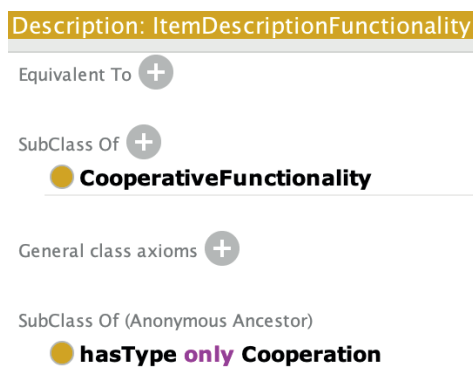 Description: ItemDescriptionFunctionality
Equivalent To
SubClass Of
CooperativeFunctionality
General class axioms
SubClass Of (Anonymous Ancestor)
hasType only Cooperation